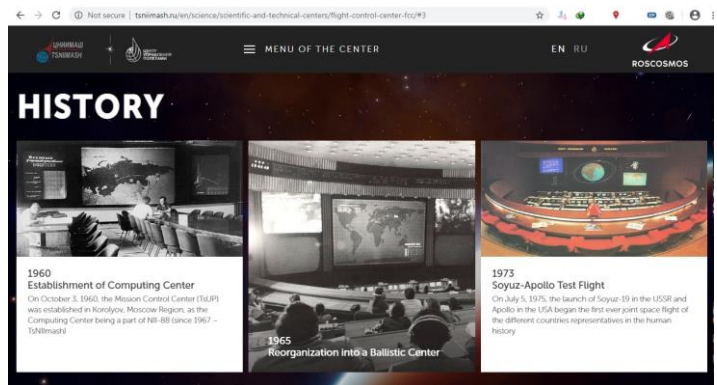 Not secure | tsniimash.ru/en/science/scientific-and-technical-centers/flight-control-center-fcc/#3
ЦНИИМАШ
TSNIIMASH
ЦЕНТР
УПРАВЛЕНИЯ
ПОЛЕТАМИ
MENU OF THE CENTER
EN RU
ROSCOSMOS
HISTORY
1960
Establishment of Computing Center
On October 3, 1960, the Mission Control Center (TsUP)
was established in Korolyov, Moscow Region, as the
Computing Center being a part of NII-88 (since 1967 –
TsNIImash)
1965
Reorganization into a Ballistic Center
1973
Soyuz-Apollo Test Flight
On July 5, 1975, the launch of Soyuz-19 in the USSR and
Apollo in the USA began the first ever joint space flight of
the different countries representatives in the human
history